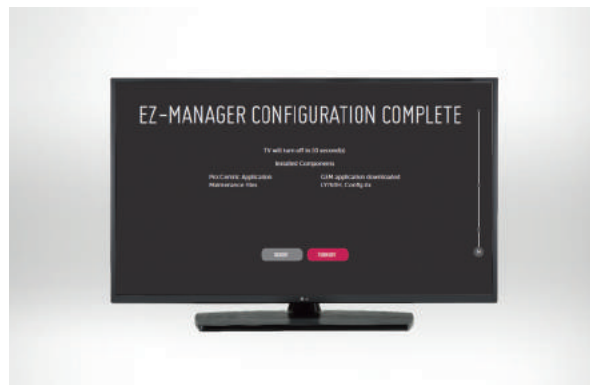 EZ-MANAGER CONFIGURATION COMPLETE
TV will turn off in 10 second(s)
Installed Components
Pro:Centric Application
GEM application downloaded
Maintenance Files
Config.tlx
LG